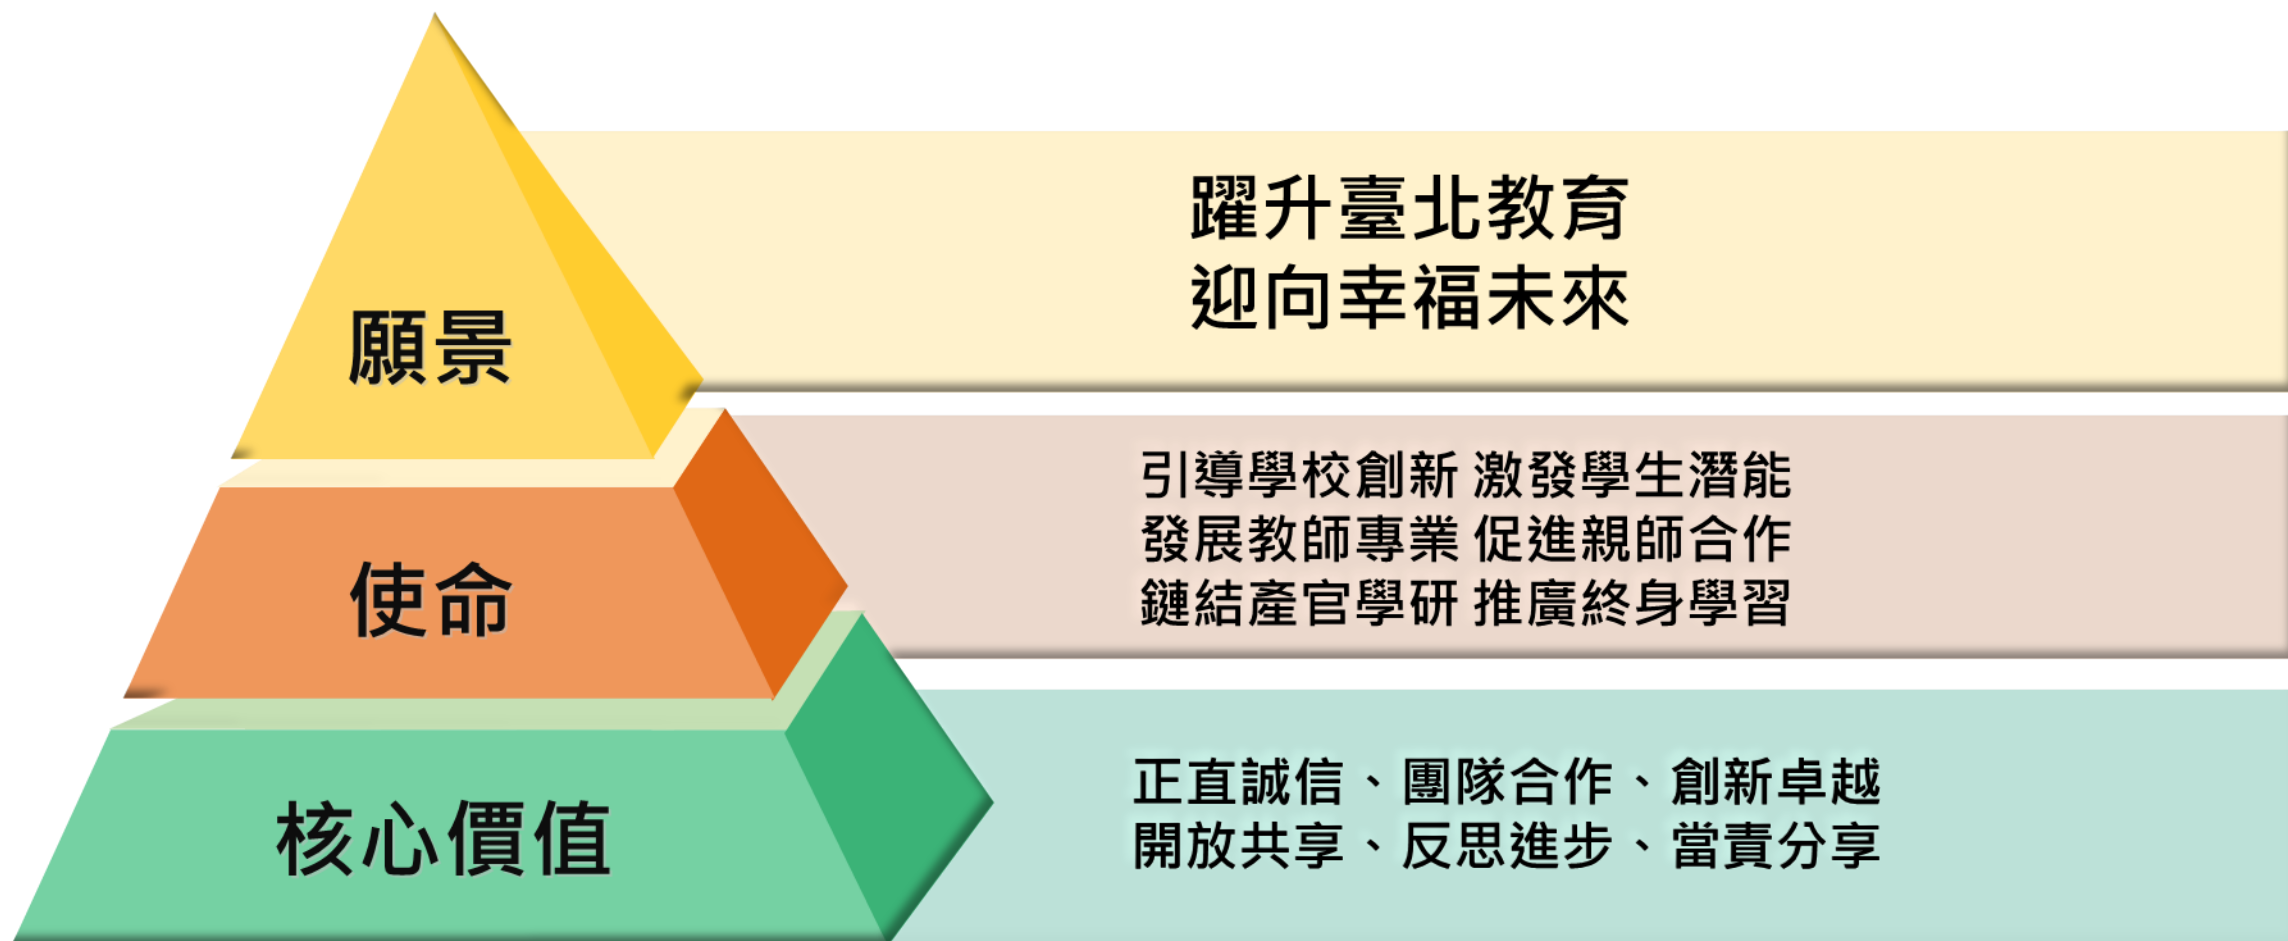 願景
躍升臺北教育
迎向幸福未來
使命
引導學校創新 激發學生潛能
發展教師專業 促進親師合作
鏈結產官學研 推廣終身學習
核心價值
正直誠信、團隊合作、創新卓越
開放共享、反思進步、當責分享